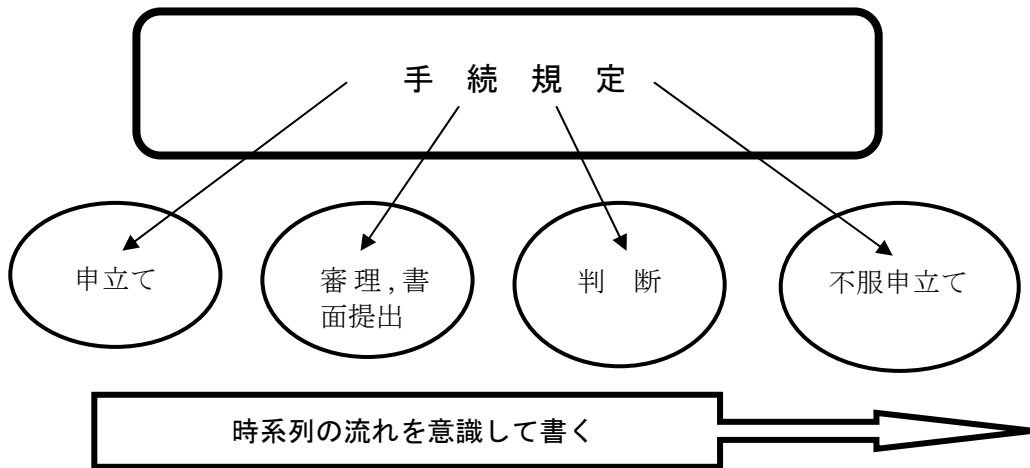 手 続 規 定
申立て
審理,書
面提出
判 断
不服申立て
時系列の流れを意識して書く